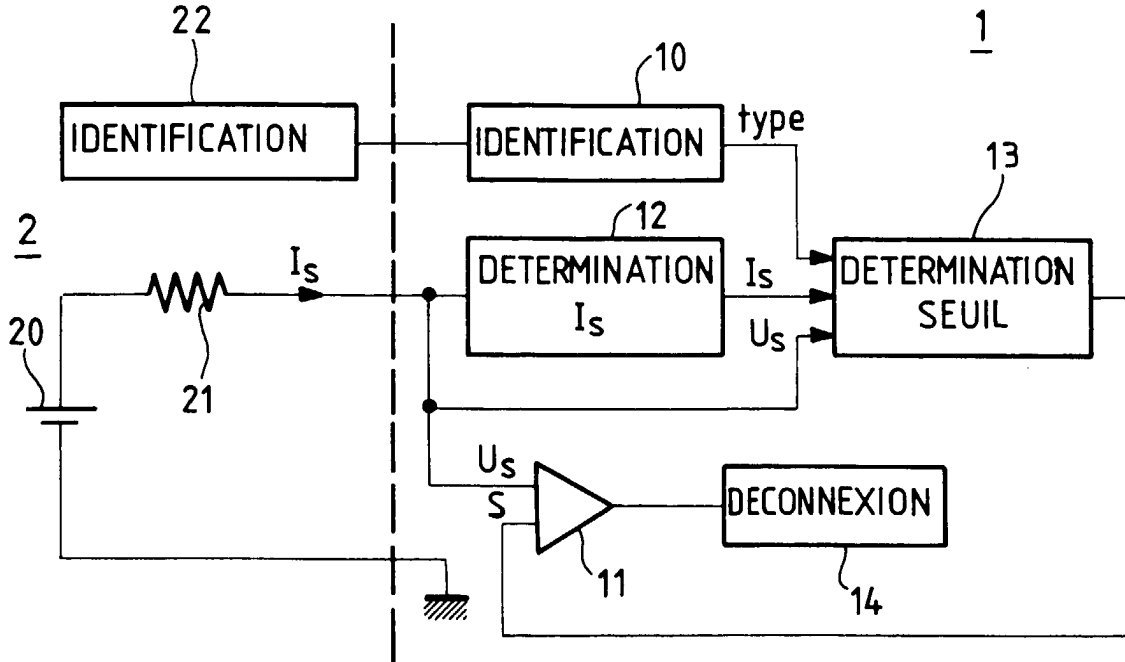 22
1
10
IDENTIFICATION
IDENTIFICATION
type
13
12
2
Is
DETERMINATION
Is
Is
DETERMINATION
SEUIL
Us
20
21
Us
S
DECONNEXION
11
14